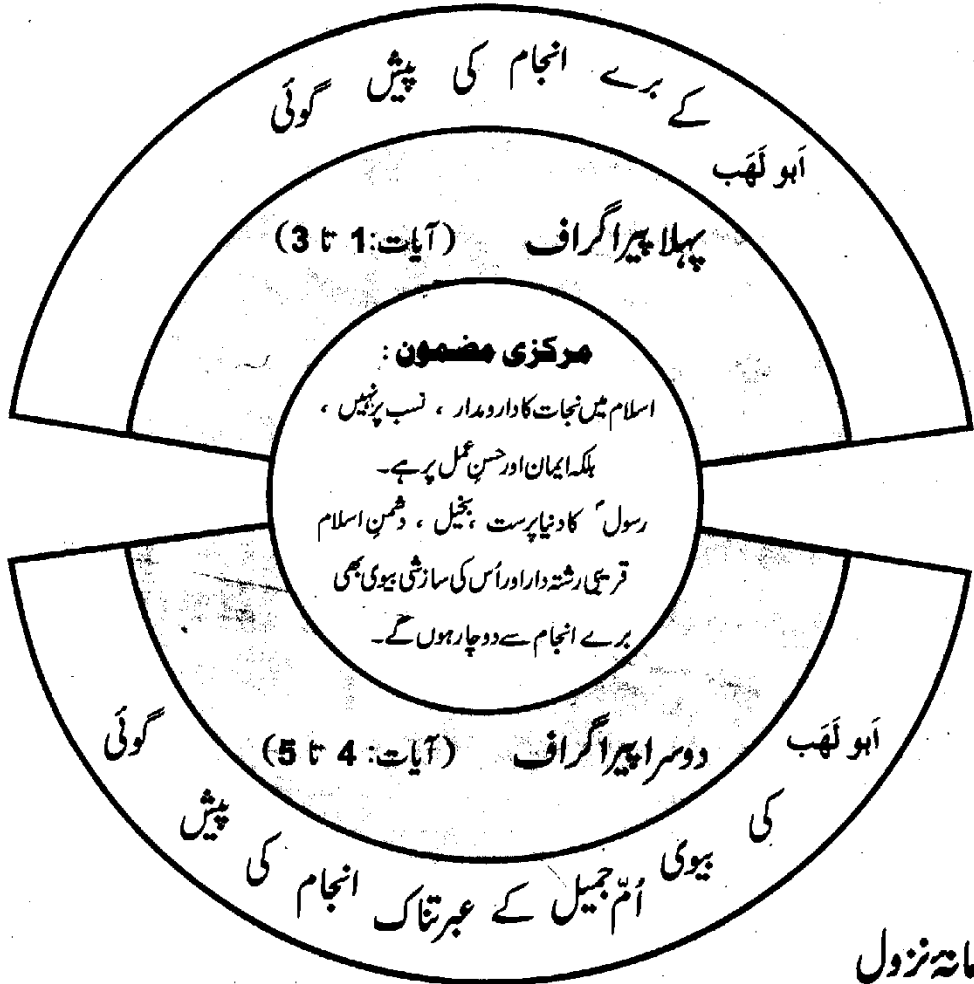 اَبو لَهَب کے برے انجام کی پیش گوئی
پہلا پیراگراف (آیات: 1 تا 3)
مرکزی مضمون :
اسلام میں نجات کا دارومدار ، نسب پر نہیں ،
بلکہ ایمان اور حسنِ عمل پر ہے۔
رسولؐ کا دنیا پرست ، بخیل ، دشمنِ اسلام
قریبی رشتہ دار اور اُس کی سازشی بیوی بھی
برے انجام سے دوچار ہوں گے۔
دوسرا پیراگراف (آیات: 4 تا 5)
اَبو لَهَب کی بیوی اُمّ جمیل کے عبرتناک انجام کی پیش گوئی
نزول